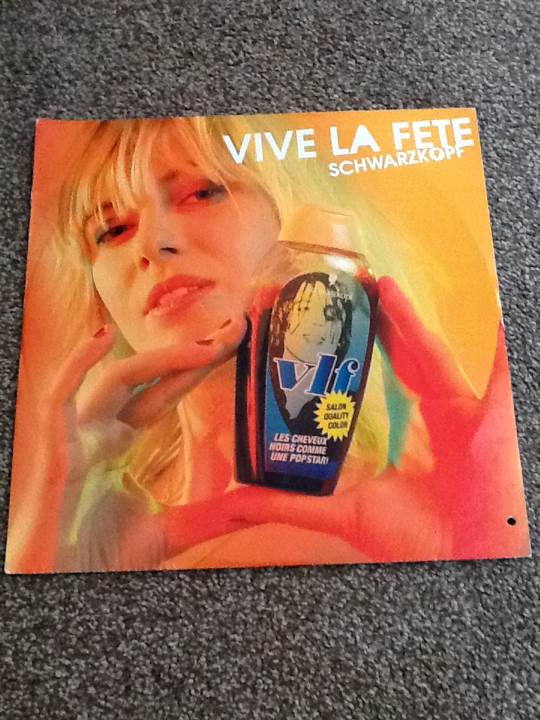 VIVE LA FETE
SCHWARZKOPF
vlf
SALON
QUALITY
COLOR
LES CHEVEUX
NOIRS COMME
UNE POPSTAR!